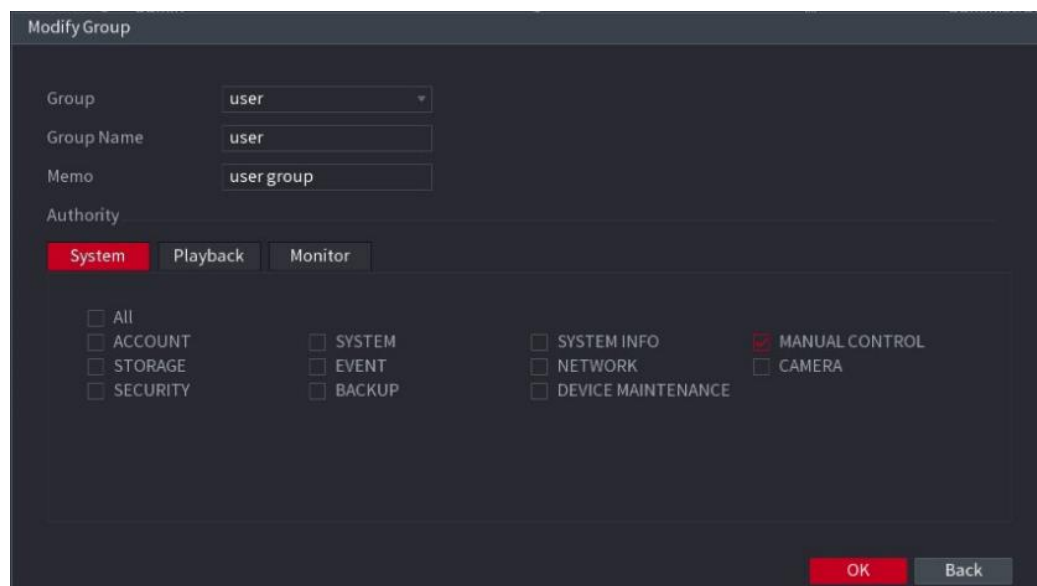 Modify Group
Group user
Group Name user
Memo user group
Authority
System Playback Monitor
All
ACCOUNT SYSTEM SYSTEM INFO MANUAL CONTROL
STORAGE EVENT NETWORK CAMERA
SECURITY BACKUP DEVICE MAINTENANCE
OK Back